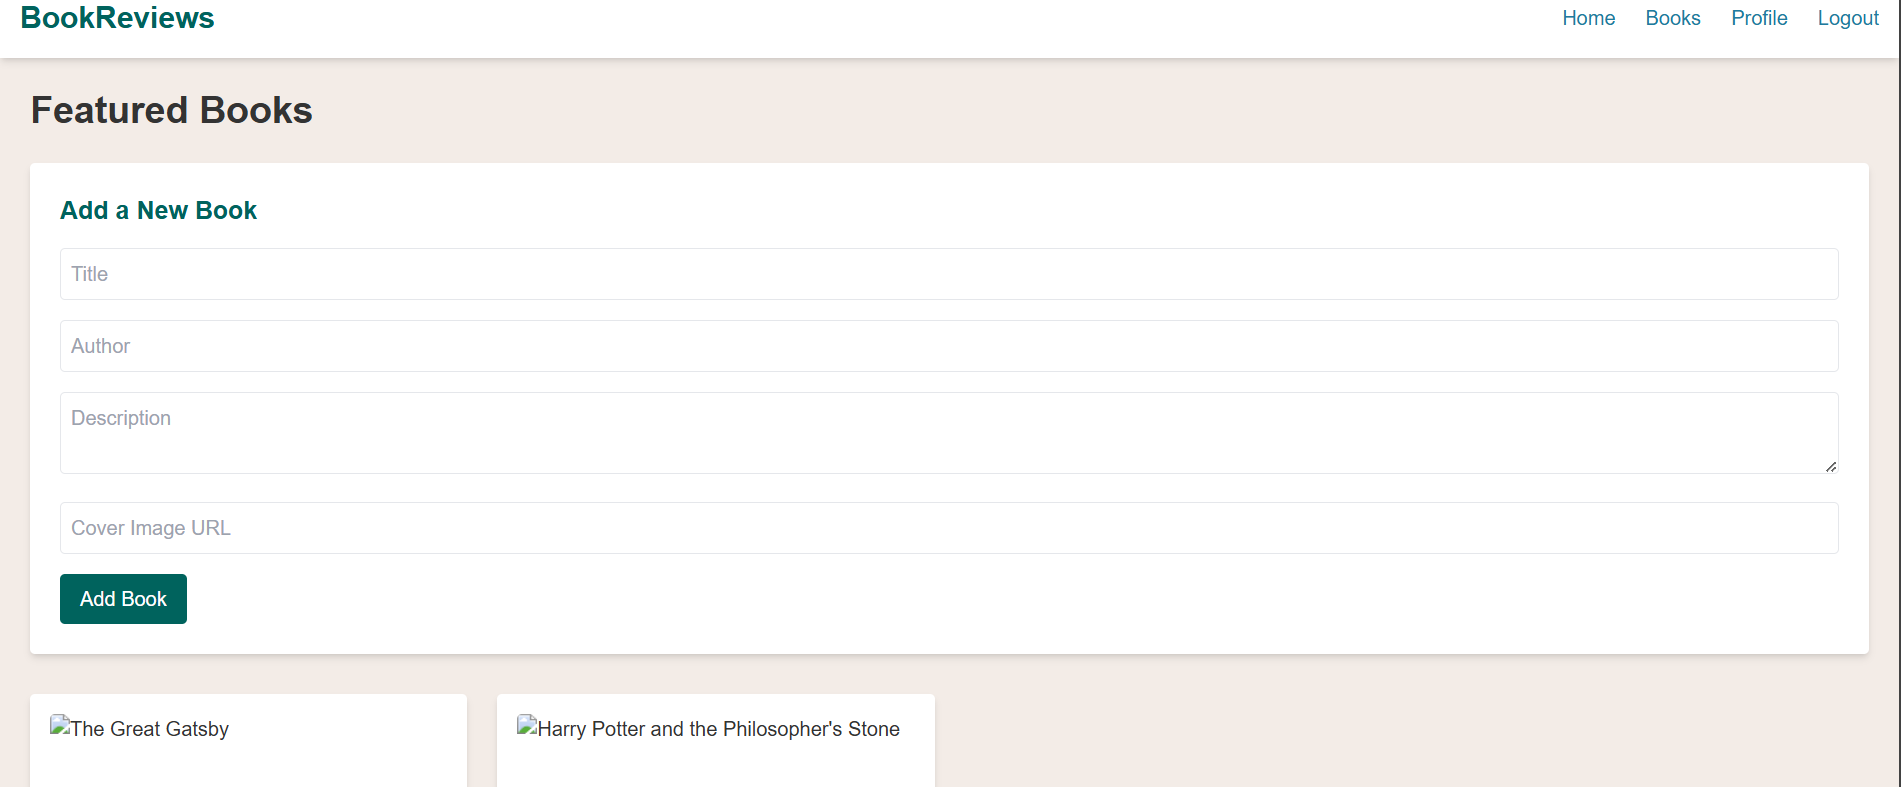 BookReviews
Home Books Profile Logout
Featured Books
Add a New Book
Title
Author
Description
Cover Image URL
Add Book
The Great Gatsby
Harry Potter and the Philosopher's Stone